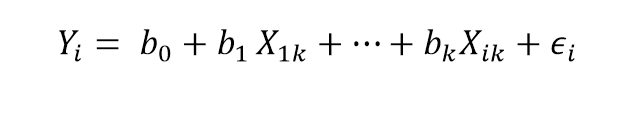 Yᵢ = b₀ + b₁ X₁ₖ + ⋯ + bₖXᵢₖ + ϵᵢ